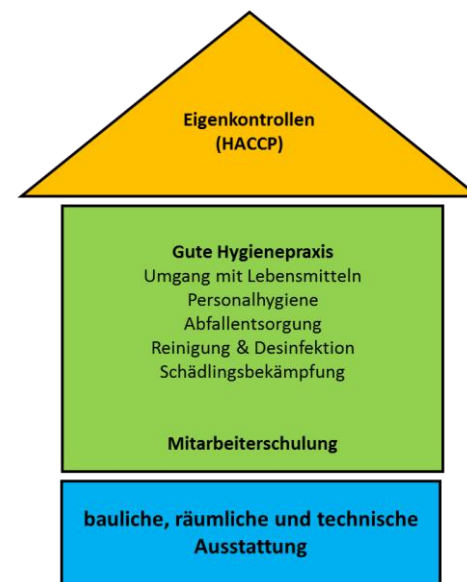 Eigenkontrollen
(HACCP)
Gute Hygienepraxis
Umgang mit Lebensmitteln
Personalhygiene
Abfallentsorgung
Reinigung & Desinfektion
Schädlingsbekämpfung
Mitarbeiterschulung
bauliche, räumliche und technische
Ausstattung